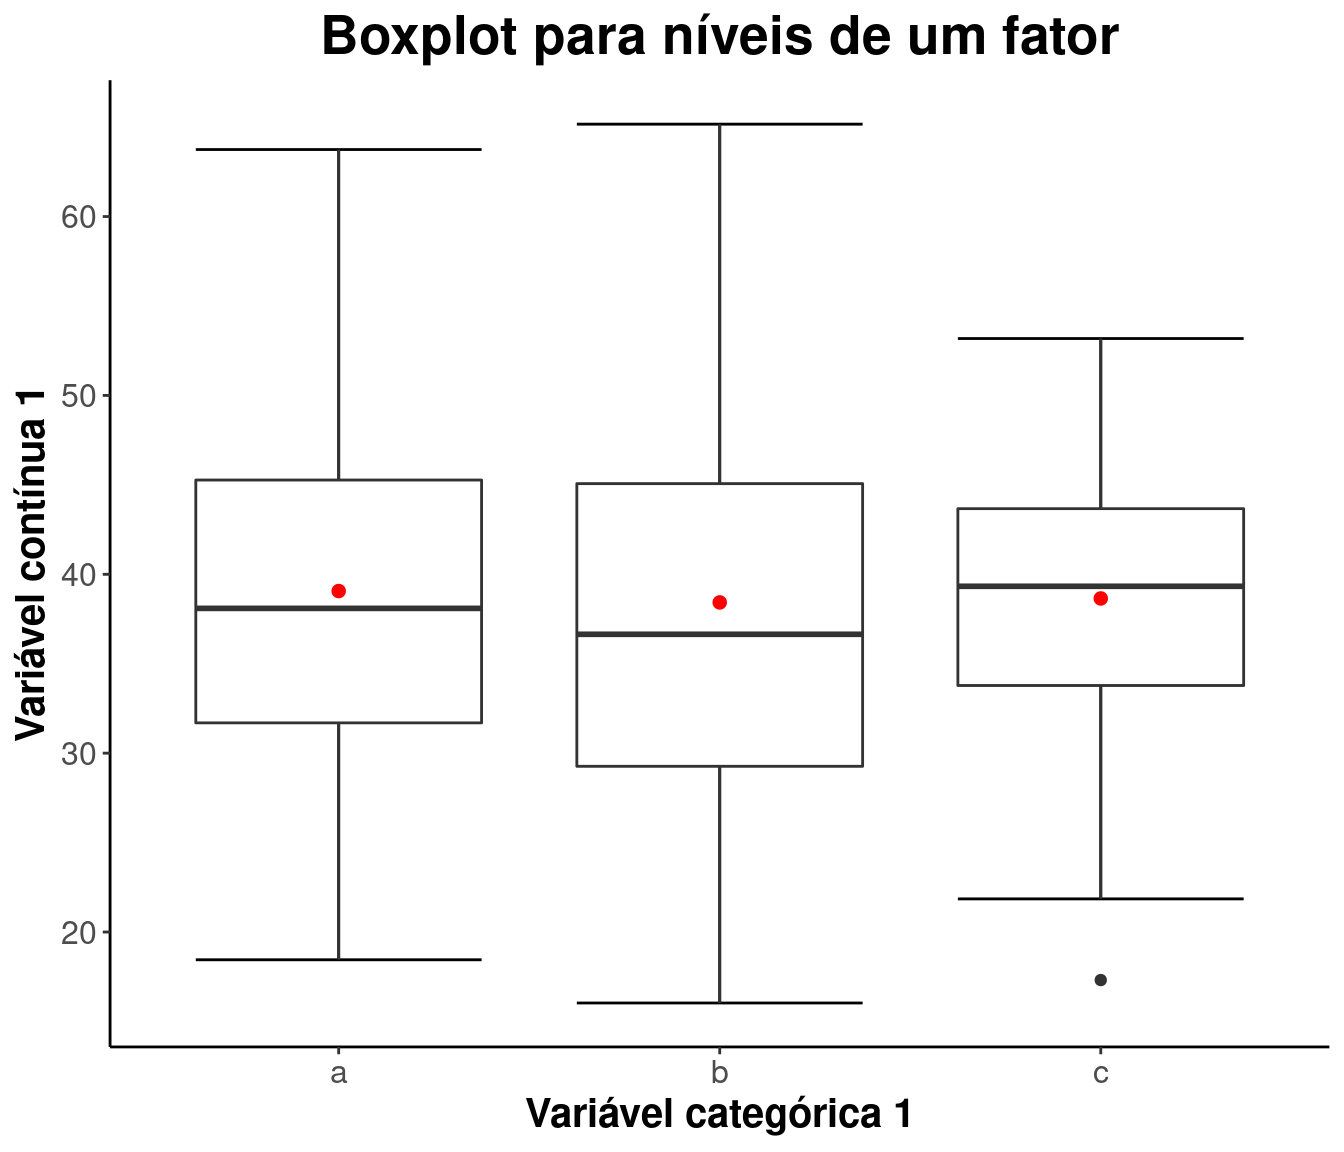 Boxplot para níveis de um fator
Variável contínua 1
60
50
40
30
20
a b c
Variável categórica 1